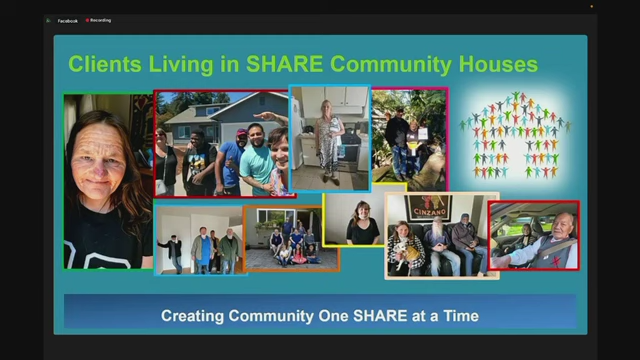 Facebook
Recording
Clients Living in SHARE Community Houses
CINZANO
Creating Community One SHARE at a Time